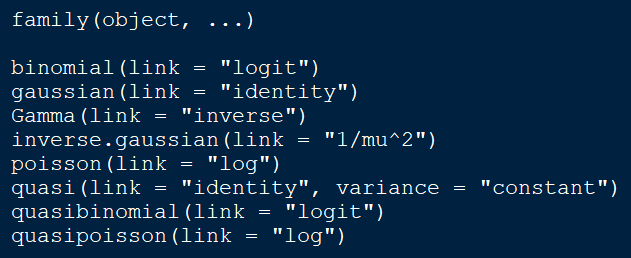 family(object, ...)
binomial(link = "logit")
gaussian(link = "identity")
Gamma(link = "inverse")
inverse.gaussian(link = "1/mu^2")
poisson(link = "log")
quasi(link = "identity", variance = "constant")
quasibinomial(link = "logit")
quasipoisson(link = "log")